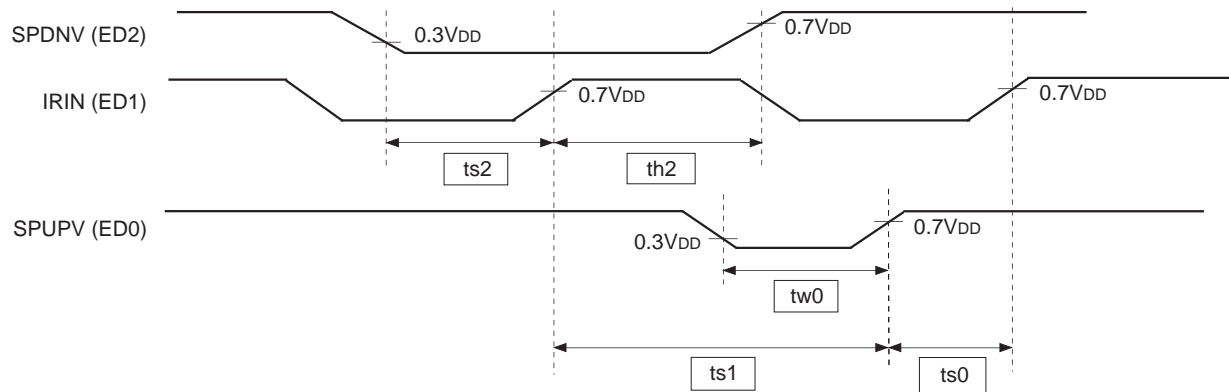 SPDNV (ED2)
0.3VDD
0.7VDD
IRIN (ED1)
0.7VDD
0.7VDD
ts2
th2
SPUPV (ED0)
0.3VDD
0.7VDD
tw0
ts1
ts0